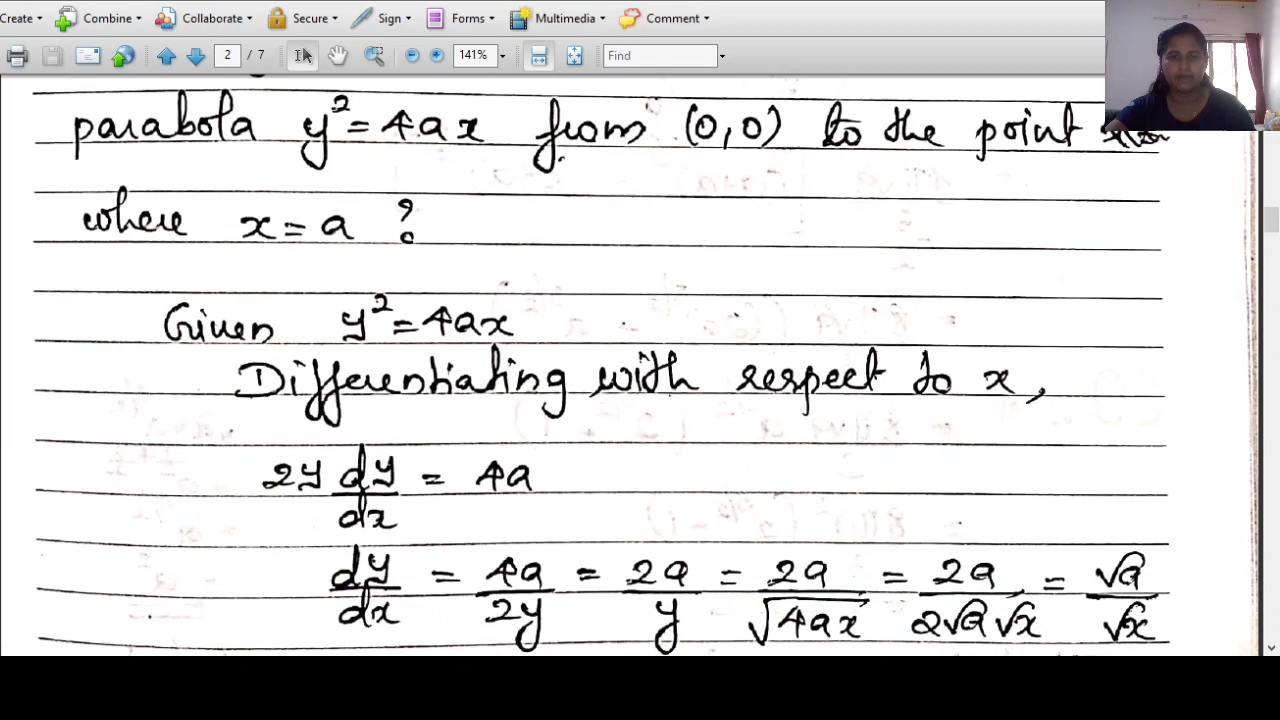 Create Combine Collaborate Secure Sign Forms Multimedia Comment
2 / 7 141% Find
parabola y² = 4ax from (0,0) to the point
where x = a ?
Given y² = 4ax
Differentiating with respect to x,
2y dy/dx = 4a
dy/dx = 4a/2y = 2a/y = 2a/√4ax = 2a/2√a√x = √a/√x